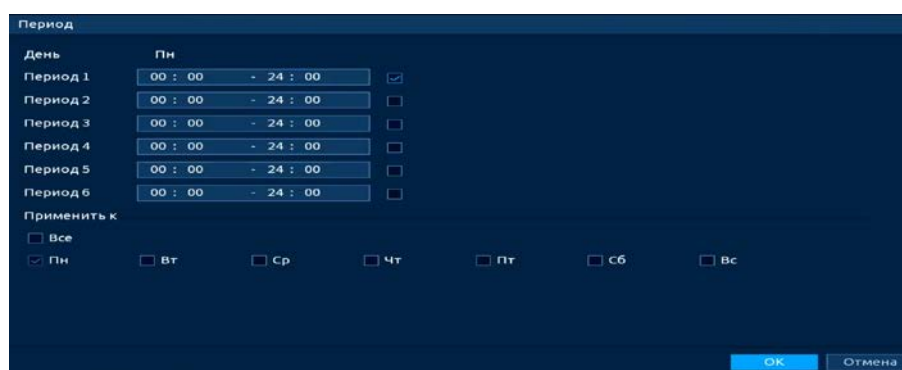 Период
День Пн
Период 1 00 : 00 - 24 : 00
Период 2 00 : 00 - 24 : 00
Период 3 00 : 00 - 24 : 00
Период 4 00 : 00 - 24 : 00
Период 5 00 : 00 - 24 : 00
Период 6 00 : 00 - 24 : 00
Применить к
Все
Пн Вт Ср Чт Пт Сб Вс
OK Отмена